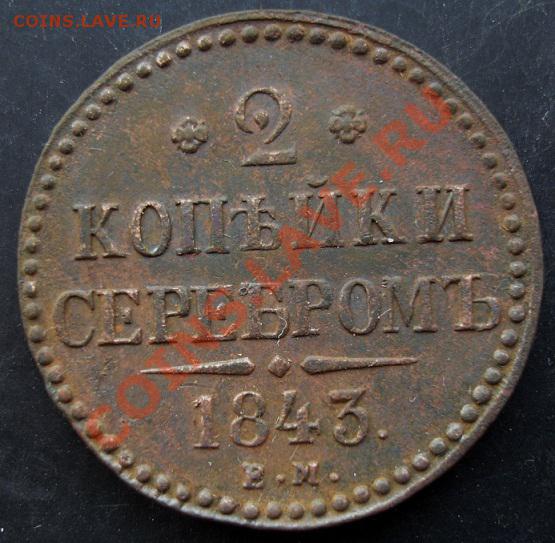 COINS.LAVE.RU
2
КОПѢЙКИ
СЕРЕБРОМЪ
1843.
Е.М.
COINS.LAVE.RU